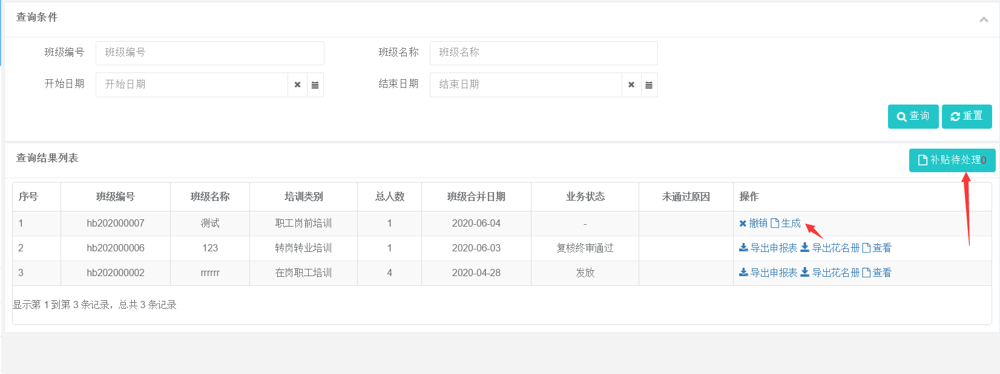 查询条件
班级编号 班级编号 班级名称 班级名称
开始日期 开始日期 结束日期 结束日期
查询 重置
查询结果列表 补贴待处理0
序号 班级编号 班级名称 培训类别 总人数 班级合并日期 业务状态 未通过原因 操作
1 hb202000007 测试 职工岗前培训 1 2020-06-04 - 撤销 生成
2 hb202000006 123 转岗转业培训 1 2020-06-03 复核终审通过 导出申报表 导出花名册 查看
3 hb202000002 rrrrrr 在岗职工培训 4 2020-04-28 发放 导出申报表 导出花名册 查看
显示第 1 到第 3 条记录，总共 3 条记录